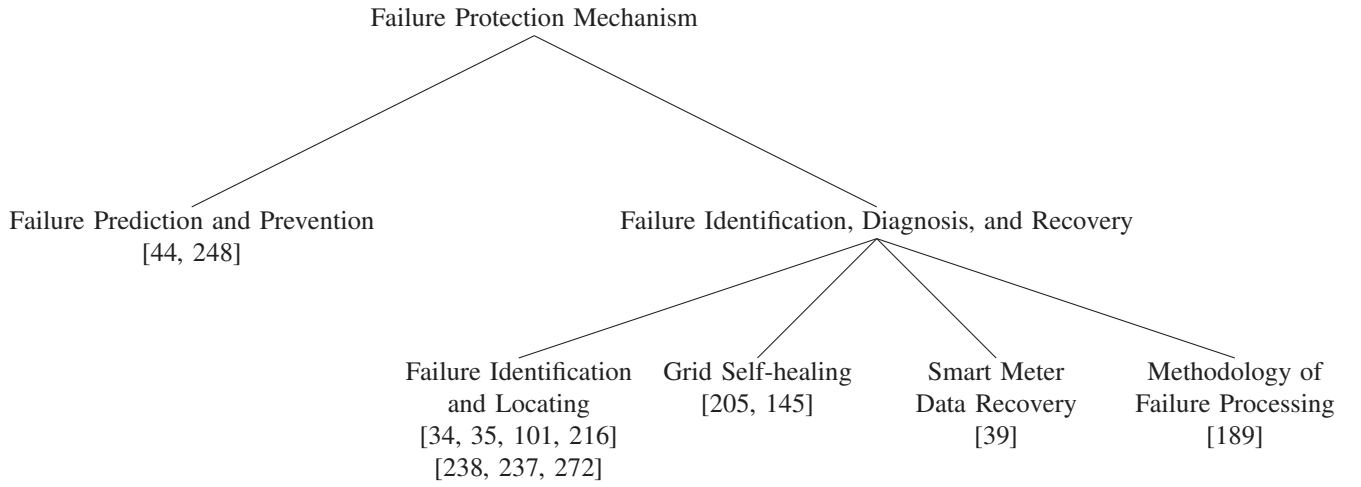 Failure Protection Mechanism
Failure Prediction and Prevention
[44, 248]
Failure Identification, Diagnosis, and Recovery
Failure Identification
and Locating
[34, 35, 101, 216]
[238, 237, 272]
Grid Self-healing
[205, 145]
Smart Meter
Data Recovery
[39]
Methodology of
Failure Processing
[189]